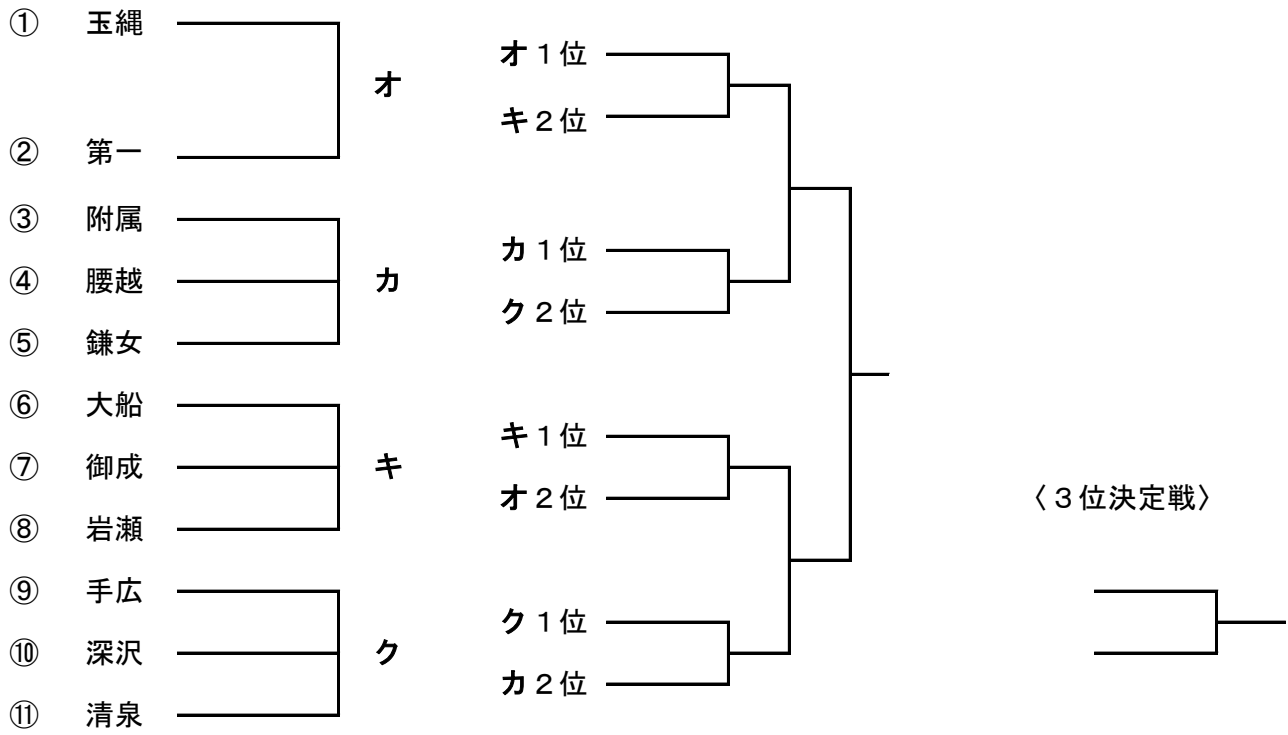 ① 玉縄
② 第一
③ 附属
④ 腰越
⑤ 鎌女
⑥ 大船
⑦ 御成
⑧ 岩瀬
⑨ 手広
⑩ 深沢
⑪ 清泉
オ
カ
キ
ク
オ１位
キ２位
カ１位
ク２位
キ１位
オ２位
ク１位
カ２位
〈３位決定戦〉